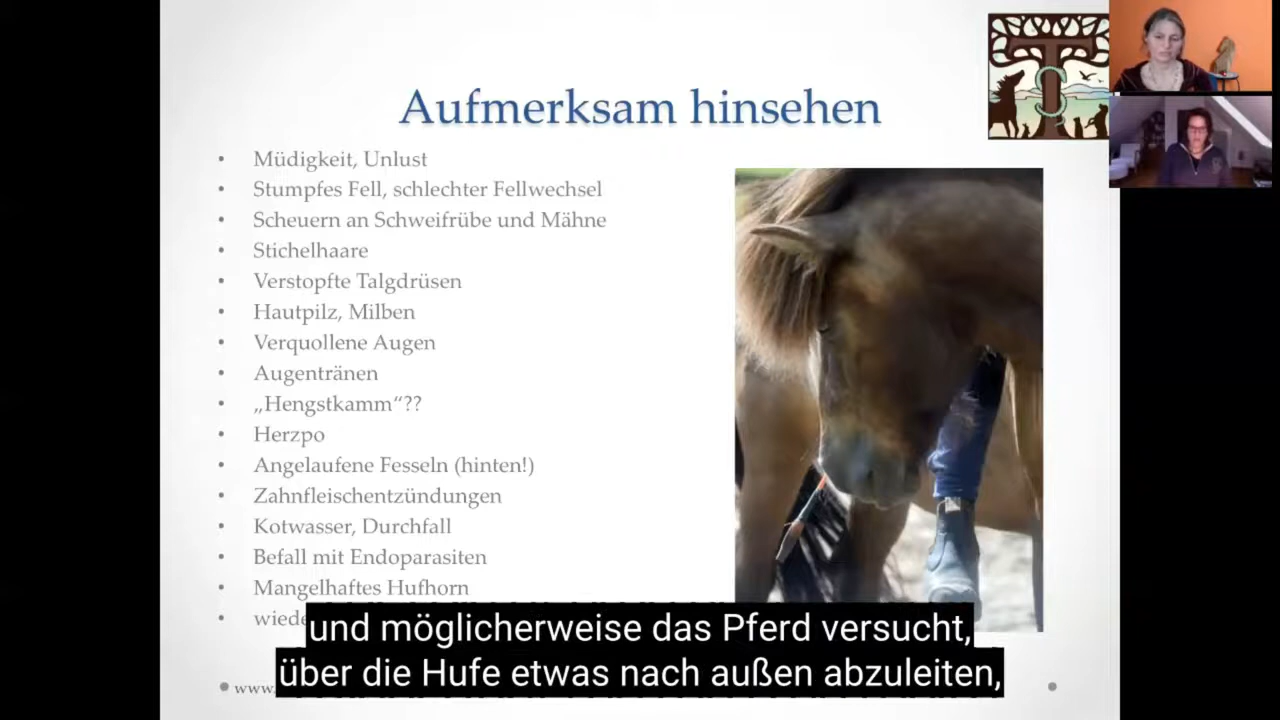 Aufmerksam hinsehen
• Müdigkeit, Unlust
• Stumpfes Fell, schlechter Fellwechsel
• Scheuern an Schweifrübe und Mähne
• Stichelhaare
• Verstopfte Talgdrüsen
• Hautpilz, Milben
• Verquollene Augen
• Augentränen
• „Hengstkamm“??
• Herzpo
• Angelaufene Fesseln (hinten!)
• Zahnfleischentzündungen
• Kotwasser, Durchfall
• Befall mit Endoparasiten
• Mangelhaftes Hufhorn
und möglicherweise das Pferd versucht,
über die Hufe etwas nach außen abzuleiten,